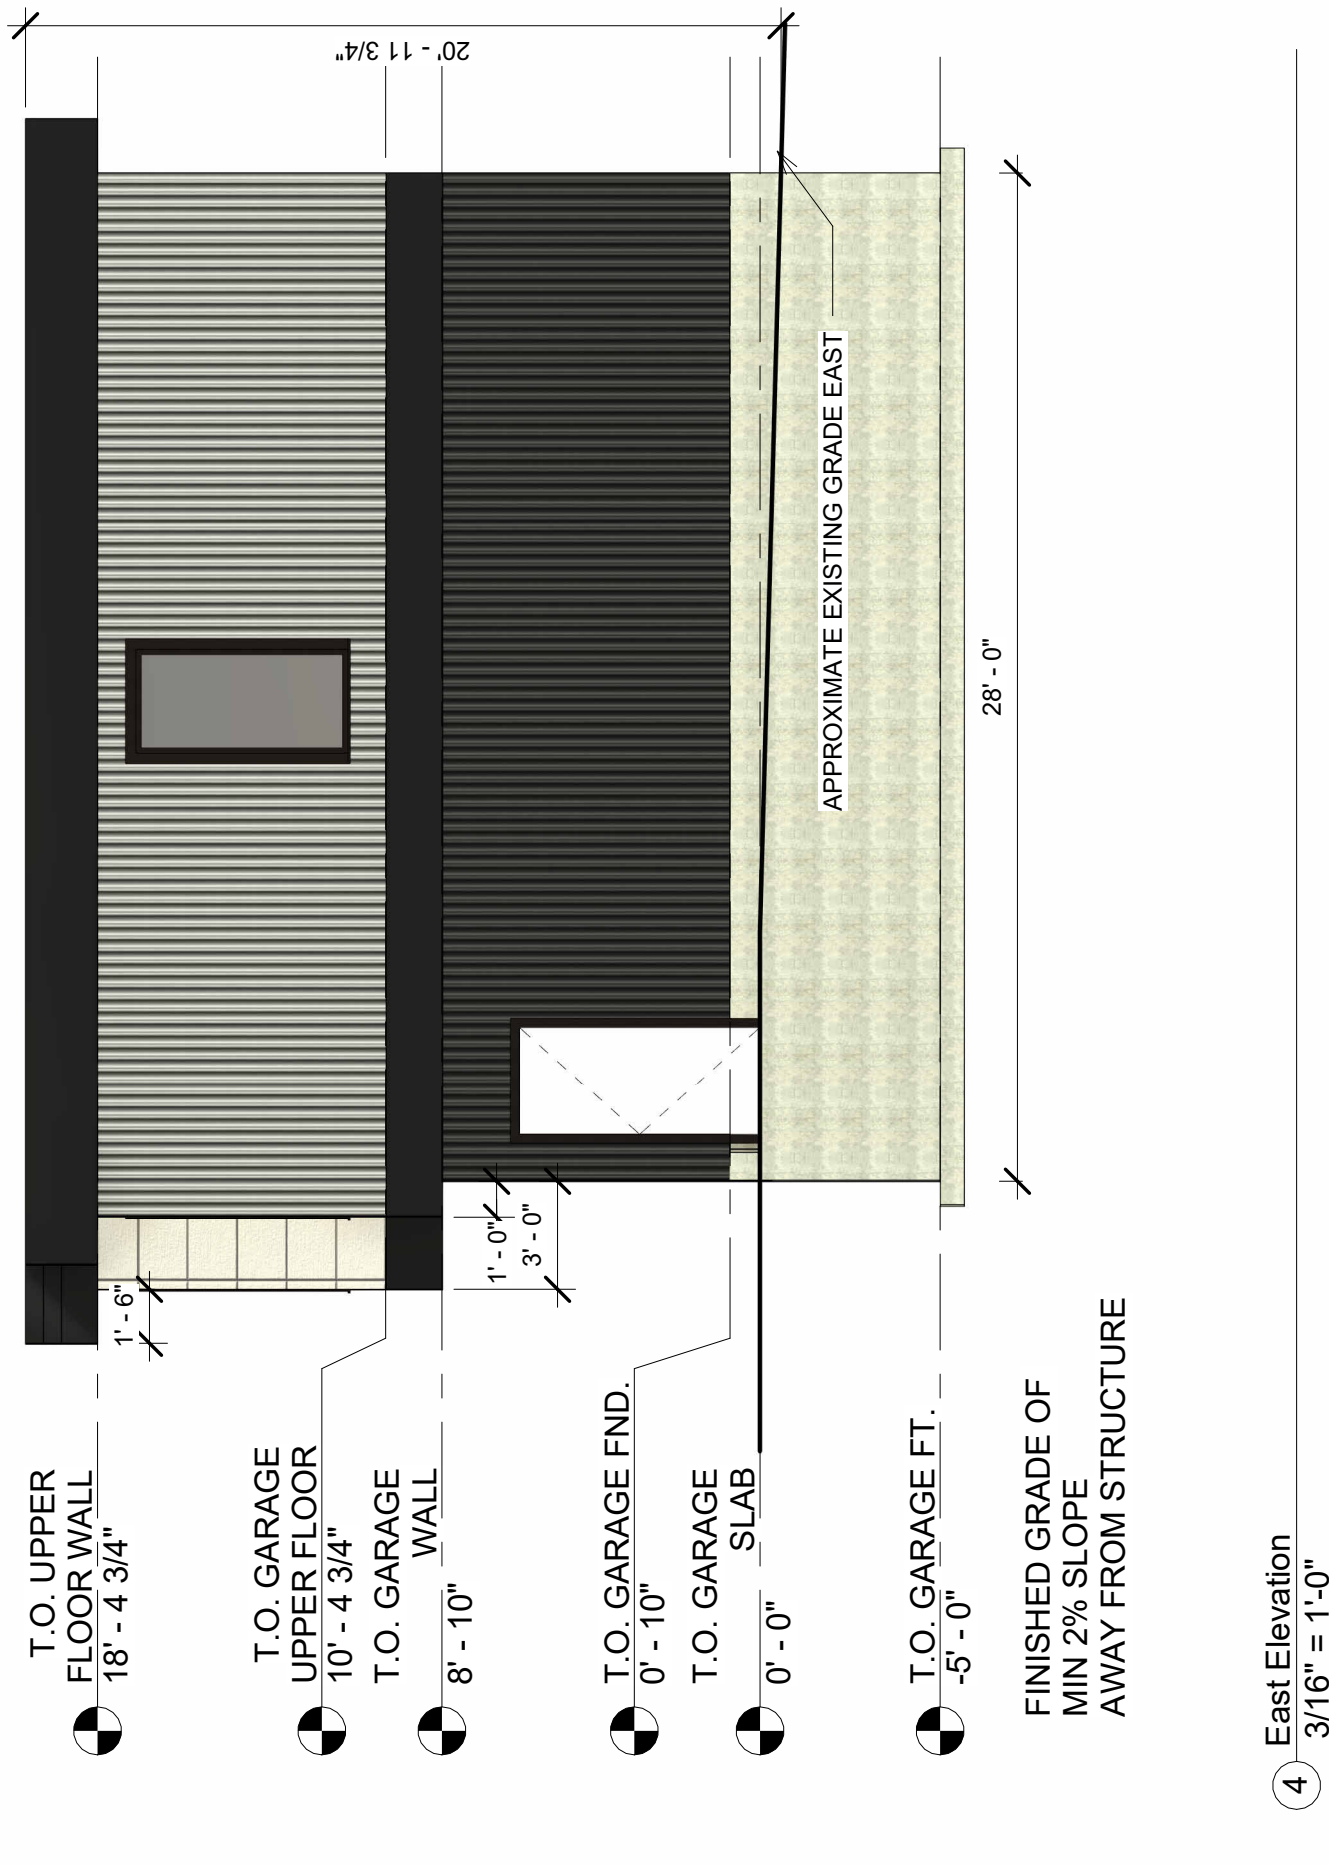 T.O. UPPER
FLOOR WALL
18' - 4 3/4"
T.O. GARAGE
UPPER FLOOR
10' - 4 3/4"
T.O. GARAGE
WALL
8' - 10"
T.O. GARAGE FND.
0' - 10"
T.O. GARAGE
SLAB
0' - 0"
T.O. GARAGE FT.
-5' - 0"
FINISHED GRADE OF
MIN 2% SLOPE
AWAY FROM STRUCTURE
1' - 6"
1' - 0"
3' - 0"
APPROXIMATE EXISTING GRADE EAST
28' - 0"
20' - 11 3/4"
4
East Elevation
3/16" = 1'-0"